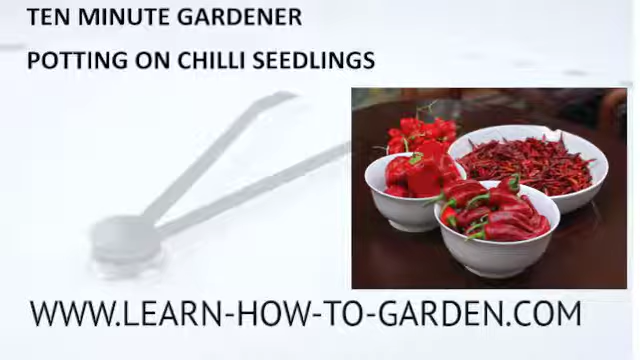 TEN MINUTE GARDENER
POTTING ON CHILLI SEEDLINGS
WWW.LEARN-HOW-TO-GARDEN.COM